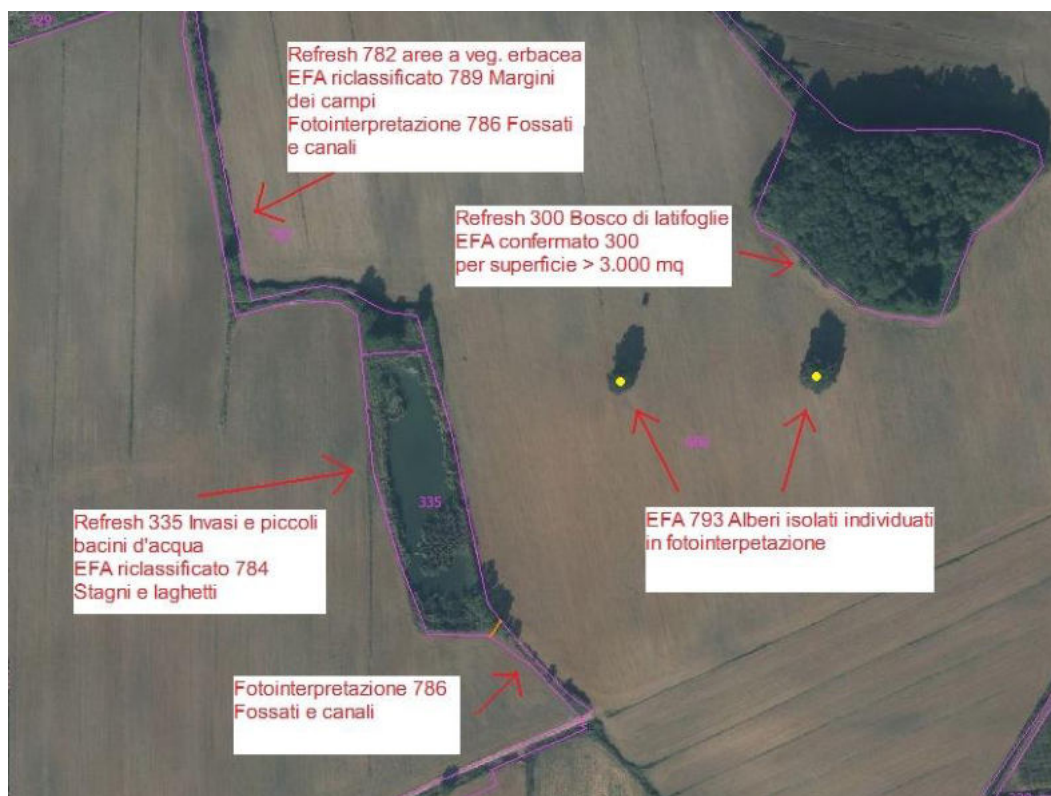 329
Refresh 782 aree a veg. erbacea
EFA riclassificato 789 Margini
dei campi
Fotointerpretazione 786 Fossati
e canali
Refresh 300 Bosco di latifoglie
EFA confermato 300
per superficie > 3.000 mq
335
Refresh 335 Invasi e piccoli
bacini d'acqua
EFA riclassificato 784
Stagni e laghetti
EFA 793 Alberi isolati individuati
in fotointerpetazione
Fotointerpretazione 786
Fossati e canali